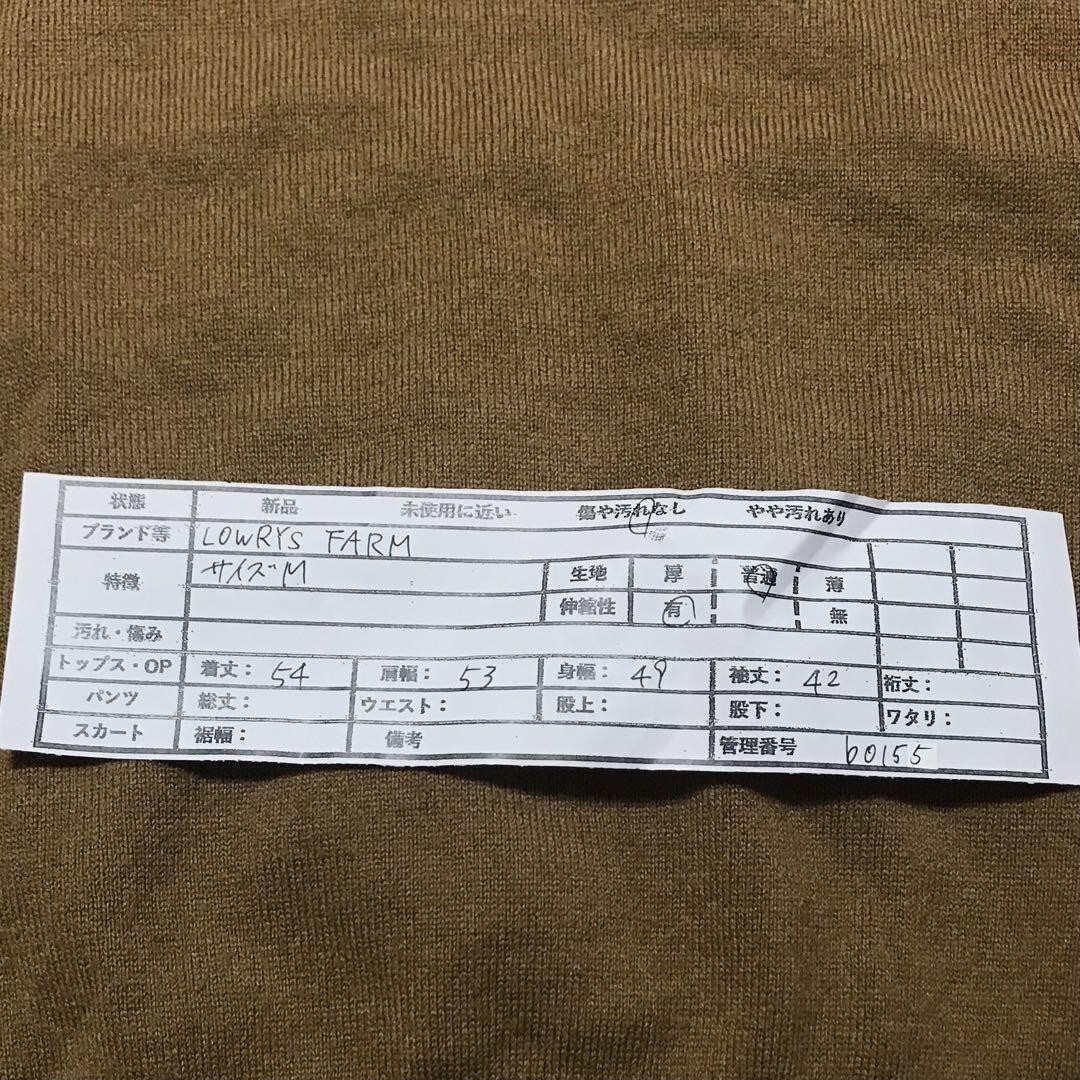 状態 新品 未使用に近い 傷や汚れなし やや汚れあり
ブランド等 LOWRYS FARM
特徴 サイズM 生地 厚 普通 薄
伸縮性 有 無
汚れ・傷み
トップス・OP 着丈: 54 肩幅: 53 身幅: 49 袖丈: 42 裄丈:
パンツ 総丈: ウエスト: 股上: 股下: ワタリ:
スカート 裾幅: 備考 管理番号 b0155